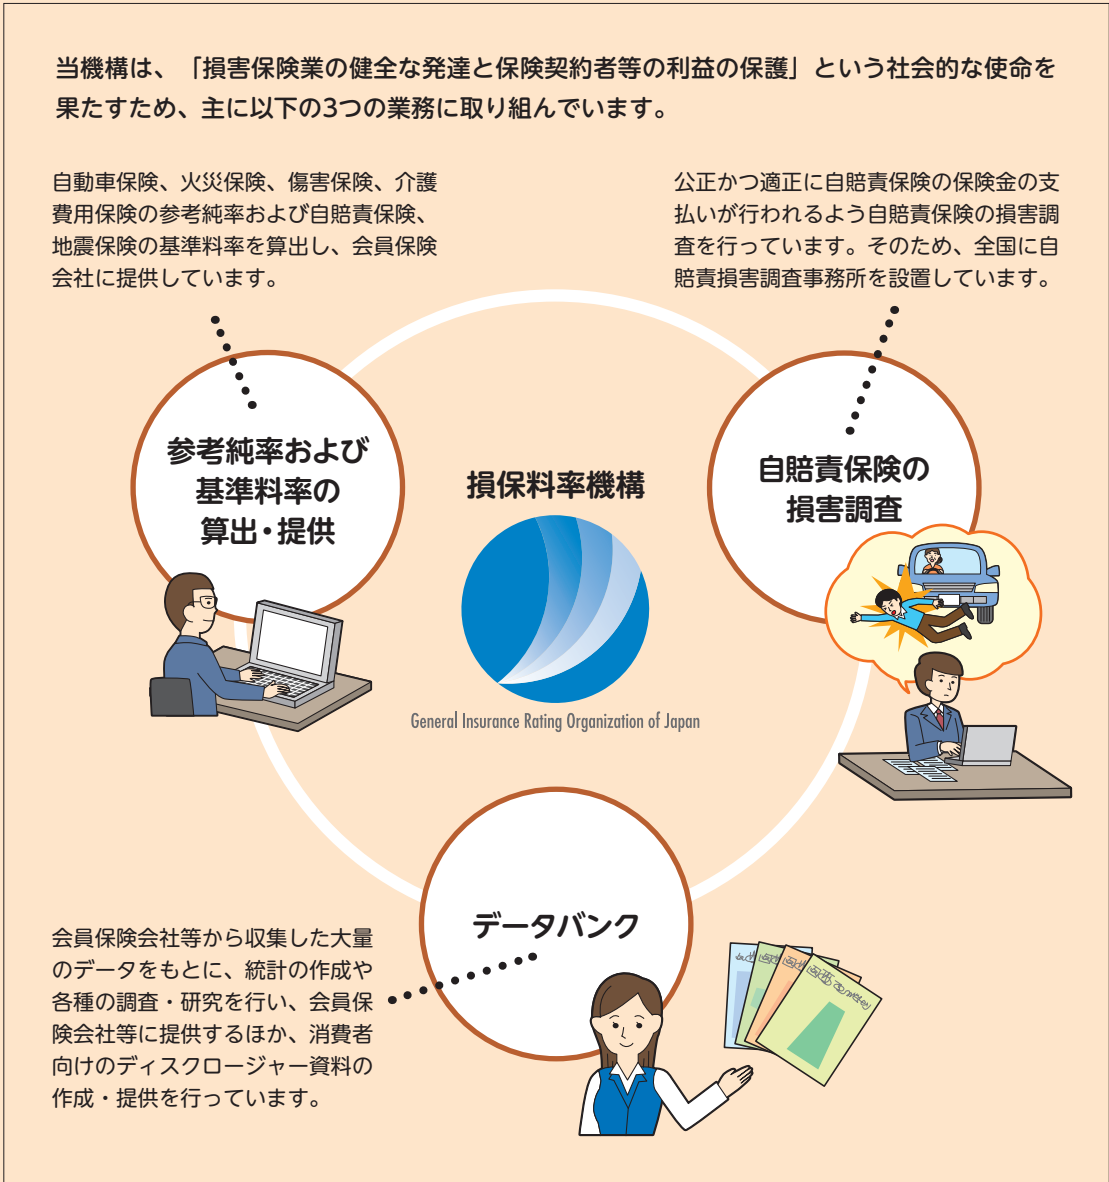 当機構は、「損害保険業の健全な発達と保険契約者等の利益の保護」という社会的な使命を
果たすため、主に以下の3つの業務に取り組んでいます。
自動車保険、火災保険、傷害保険、介護
費用保険の参考純率および自賠責保険、
地震保険の基準料率を算出し、会員保険
会社に提供しています。
公正かつ適正に自賠責保険の保険金の支
払いが行われるよう自賠責保険の損害調
査を行っています。そのため、全国に自
賠責損害調査事務所を設置しています。
参考純率および
基準料率の
算出・提供
損保料率機構
General Insurance Rating Organization of Japan
自賠責保険の
損害調査
データバンク
会員保険会社等から収集した大量
のデータをもとに、統計の作成や
各種の調査・研究を行い、会員保
険会社等に提供するほか、消費者
向けのディスクロージャー資料の
作成・提供を行っています。